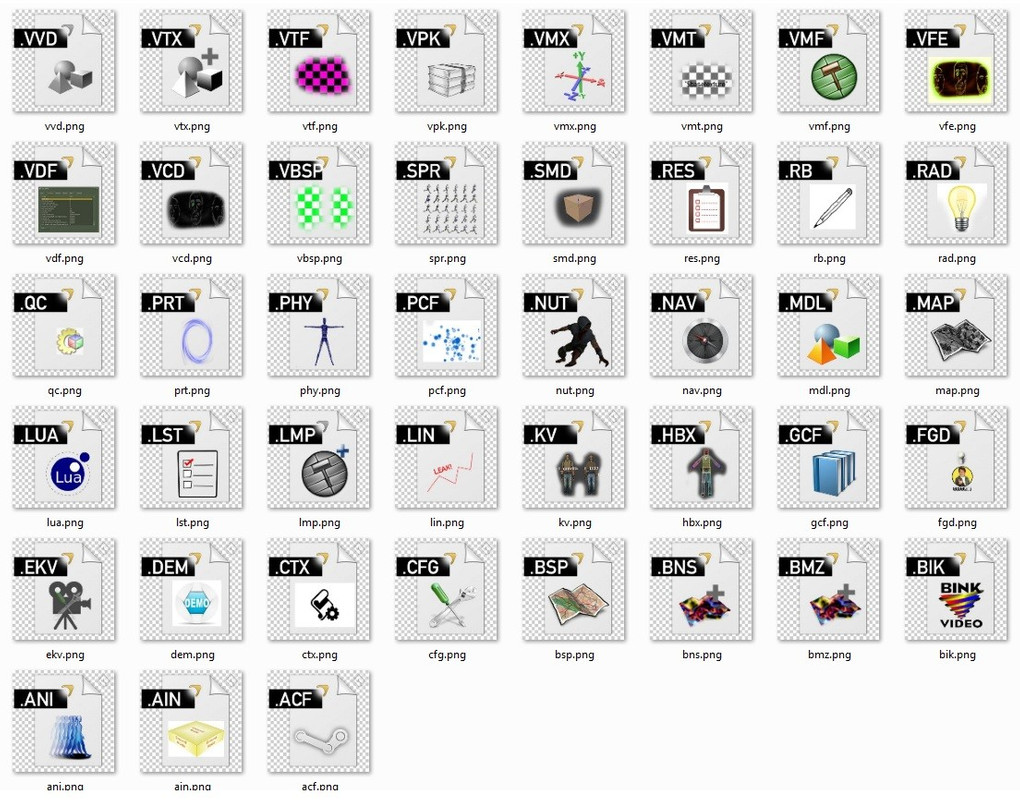 .VVD .VTX .VTF .VPK .VMX .VMT .VMF .VFE
+Y
vvd.png vtx.png vtf.png vpk.png vmx.png vmt.png vmf.png vfe.png
.VDF .VCD .VBSP .SPR .SMD .RES .RB .RAD
vdf.png vcd.png vbsp.png spr.png smd.png res.png rb.png rad.png
.QC .PRT .PHY .PCF .NUT .NAV .MDL .MAP
qc.png prt.png phy.png pcf.png nut.png nav.png mdl.png map.png
.LUA .LST .LMP .LIN .KV .HBX .GCF .FGD
Lua LEAK!
lua.png lst.png lmp.png lin.png kv.png hbx.png gcf.png fgd.png
.EKV .DEM .CTX .CFG .BSP .BNS .BMZ .BIK
DEMO BINK
VIDEO
ekv.png dem.png ctx.png cfg.png bsp.png bns.png bmz.png bik.png
.ANI .AIN .ACF
ani.png ain.png acf.png